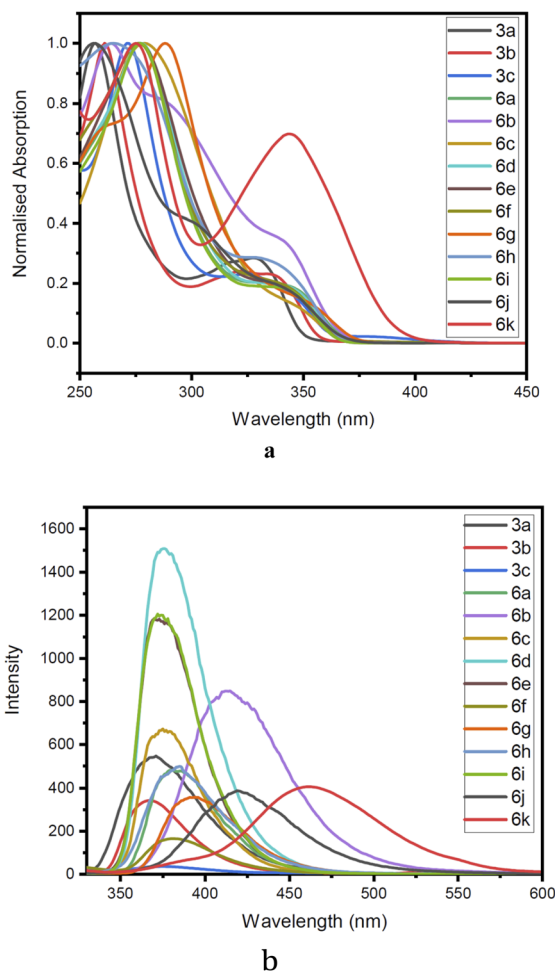 Normalised Absorption
1.0
0.8
0.6
0.4
0.2
0.0
250
300
350
400
450
Wavelength (nm)
3a
3b
3c
6a
6b
6c
6d
6e
6f
6g
6h
6i
6j
6k
a
Intensity
1600
1400
1200
1000
800
600
400
200
0
350
400
450
500
550
600
Wavelength (nm)
3a
3b
3c
6a
6b
6c
6d
6e
6f
6g
6h
6i
6j
6k
b